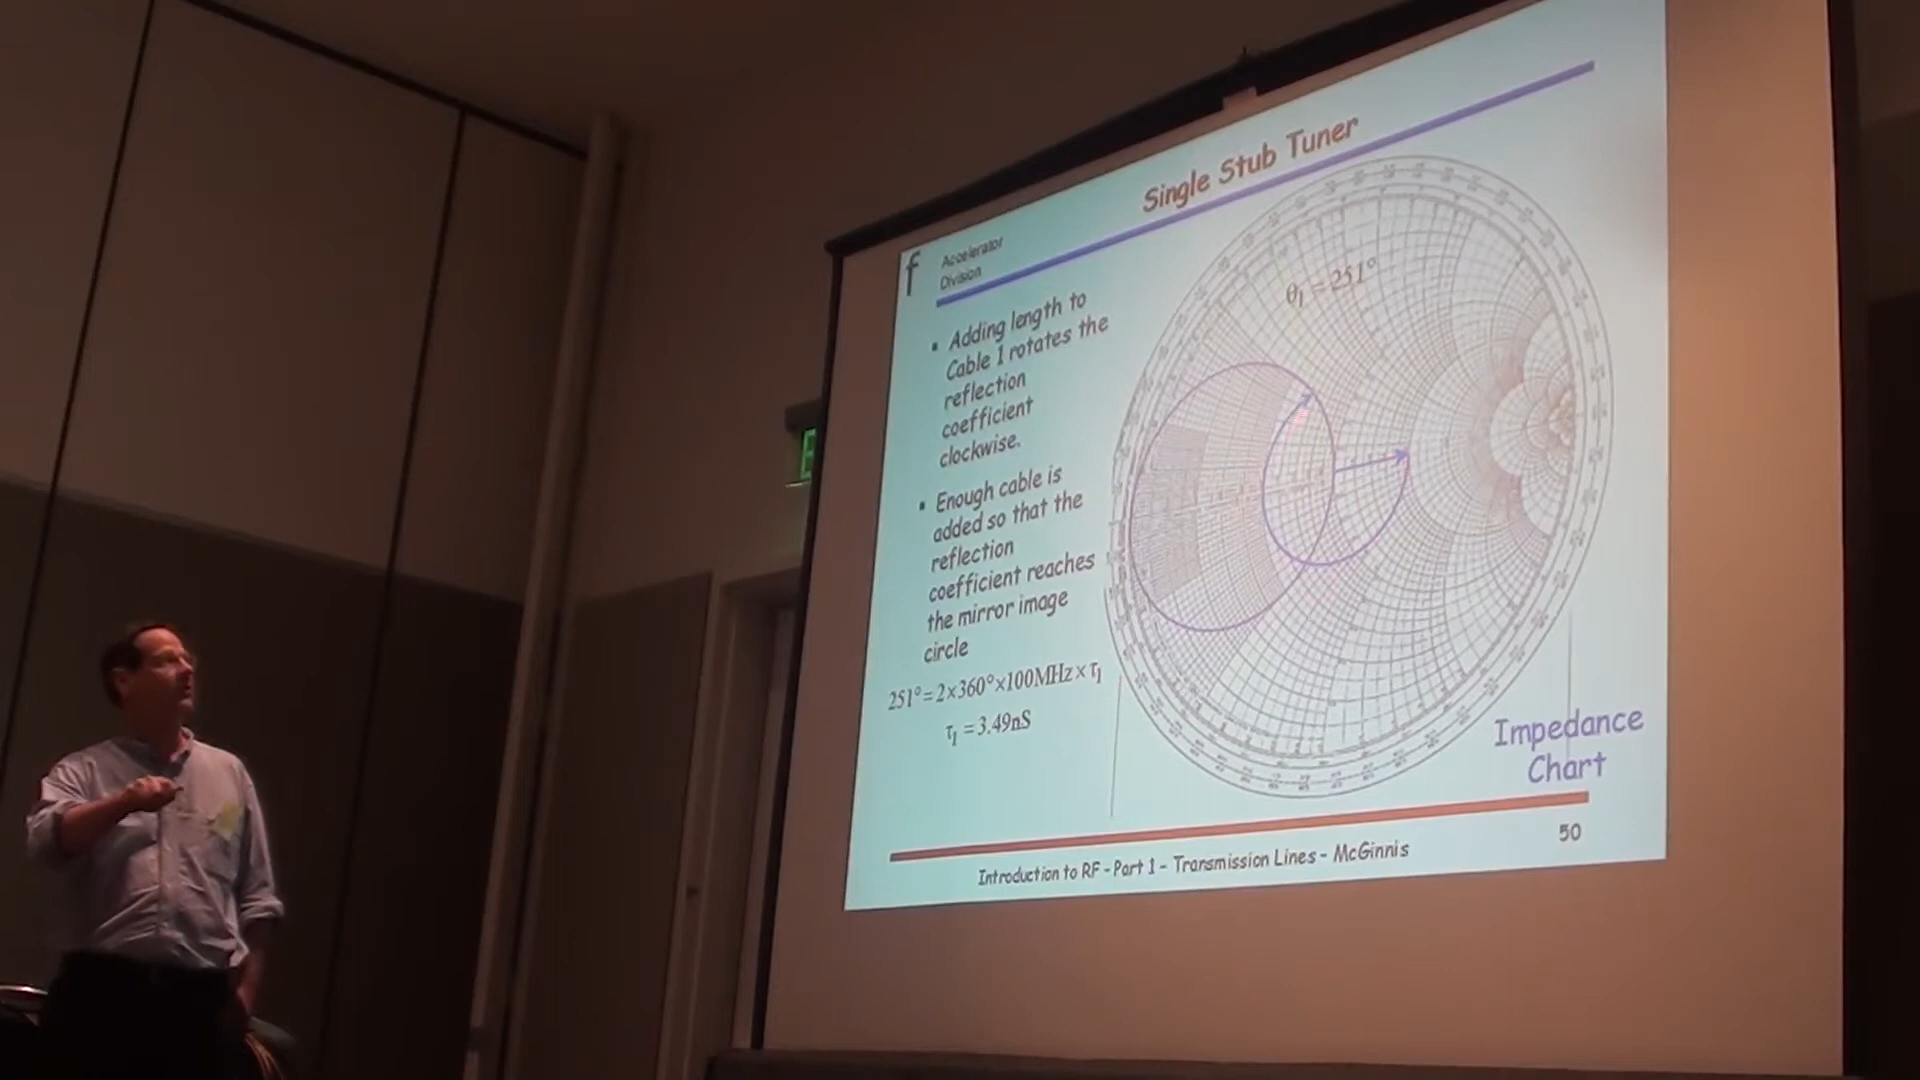 Single Stub Tuner
f
Accelerator
Division
▪ Adding length to
Cable 1 rotates the
reflection
coefficient
clockwise.
▪ Enough cable is
added so that the
reflection
coefficient reaches
the mirror image
circle
251°=2×360°×100MHz×τ1
τ1 =3.49nS
θ1 = 251°
Impedance
Chart
Introduction to RF - Part 1 - Transmission Lines - McGinnis
50